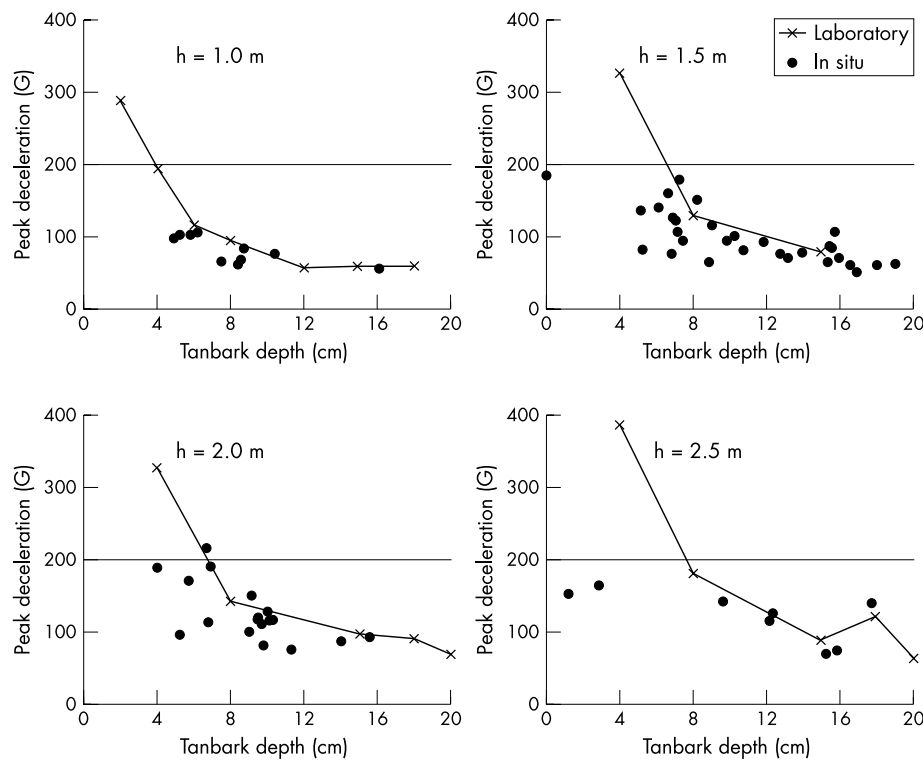 400
300
200
100
0
Peak deceleration (G)
h = 1.0 m
0 4 8 12 16 20
Tanbark depth (cm)
400
300
200
100
0
Peak deceleration (G)
h = 1.5 m
Laboratory
In situ
0 4 8 12 16 20
Tanbark depth (cm)
400
300
200
100
0
Peak deceleration (G)
h = 2.0 m
0 4 8 12 16 20
Tanbark depth (cm)
400
300
200
100
0
Peak deceleration (G)
h = 2.5 m
0 4 8 12 16 20
Tanbark depth (cm)